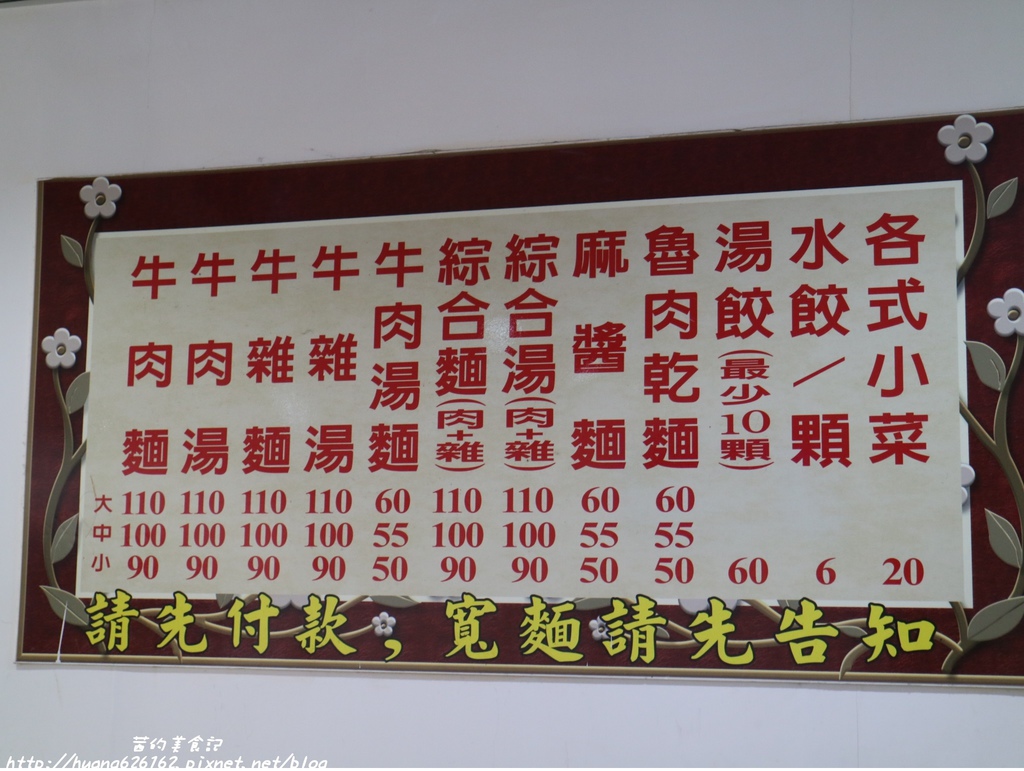 牛肉麵 110 100 90
牛肉湯 110 100 90
牛雜麵 110 100 90
牛雜湯 110 100 90
牛肉湯麵 60 55 50
綜合麵(肉+雜) 110 100 90
綜合湯(肉+雜) 110 100 90
麻醬麵 60 55 50
魯肉乾麵 60 55 50
湯餃(最少10顆) 60
水餃/顆 6
各式小菜 20
大
中
小
請先付款，寬麵請先告知
苦約美食記
http://huang626162.pixnet.net/blog